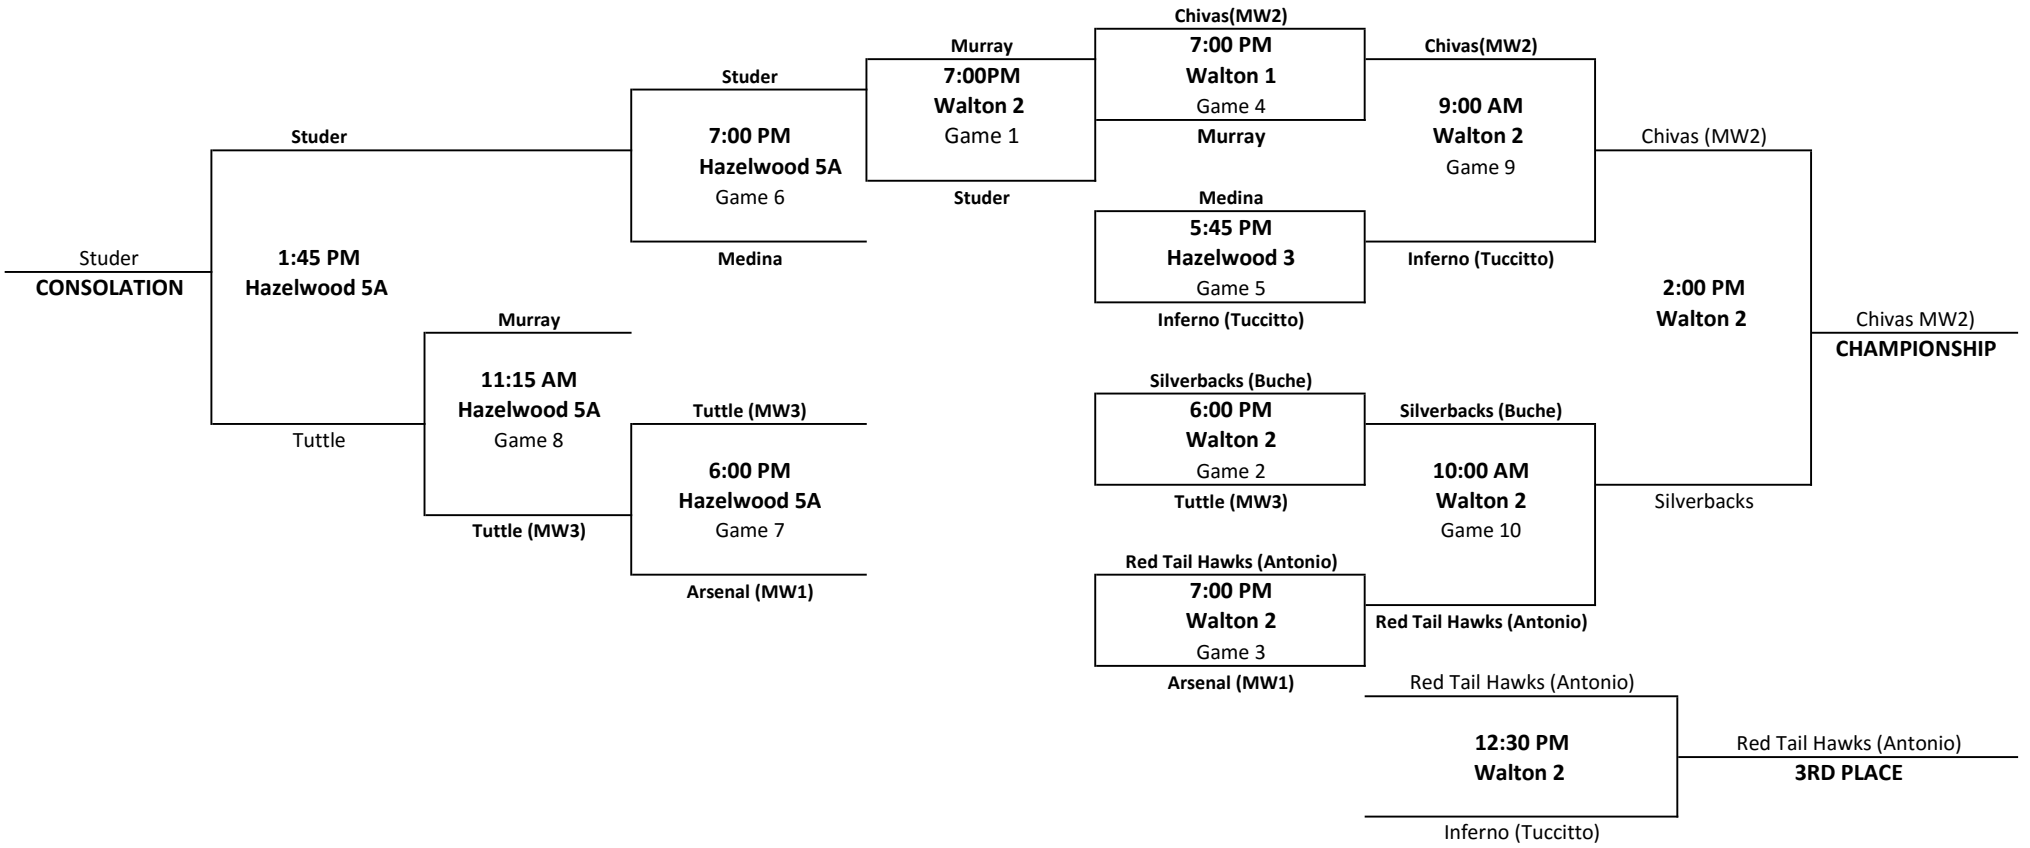 Chivas(MW2)
Murray
7:00 PM
Chivas(MW2)
Studer
7:00PM
Walton 1
Walton 2
Game 4
9:00 AM
Studer
7:00 PM
Game 1
Murray
Walton 2
Chivas (MW2)
Hazelwood 5A
Game 9
Game 6
Studer
Medina
5:45 PM
Studer
1:45 PM
Medina
Hazelwood 3
Inferno (Tuccitto)
CONSOLATION
Hazelwood 5A
Game 5
2:00 PM
Murray
Inferno (Tuccitto)
Walton 2
Chivas MW2)
CHAMPIONSHIP
11:15 AM
Silverbacks (Buche)
Hazelwood 5A
Tuttle (MW3)
6:00 PM
Silverbacks (Buche)
Tuttle
Game 8
Walton 2
6:00 PM
Game 2
10:00 AM
Hazelwood 5A
Tuttle (MW3)
Walton 2
Silverbacks
Tuttle (MW3)
Game 7
Game 10
Red Tail Hawks (Antonio)
Arsenal (MW1)
7:00 PM
Walton 2
Red Tail Hawks (Antonio)
Game 3
Arsenal (MW1)
Red Tail Hawks (Antonio)
12:30 PM
Red Tail Hawks (Antonio)
Walton 2
3RD PLACE
Inferno (Tuccitto)